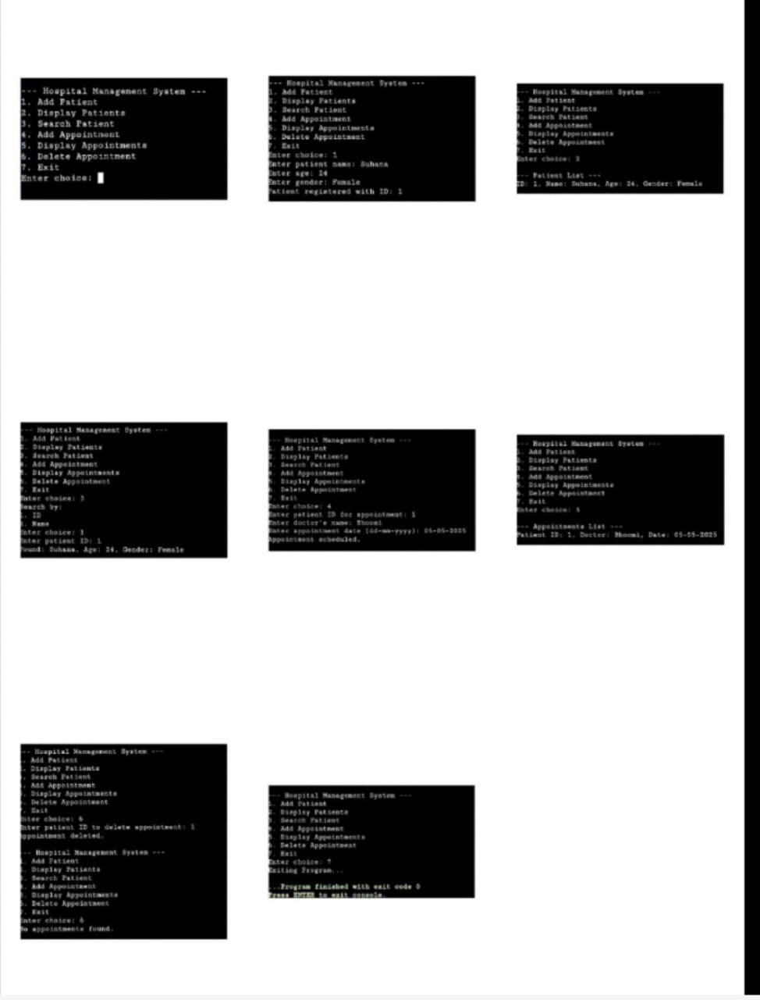 --- Hospital Management System ---
1. Add Patient
2. Display Patients
3. Search Patient
4. Add Appointment
5. Display Appointments
6. Delete Appointment
7. Exit
Enter choice:
--- Hospital Management System ---
1. Add Patient
2. Display Patients
3. Search Patient
4. Add Appointment
5. Display Appointments
6. Delete Appointment
7. Exit
Enter choice: 1
Enter patient name: Suhana
Enter age: 24
Enter gender: Female
Patient registered with ID: 1
--- Hospital Management System ---
1. Add Patient
2. Display Patients
3. Search Patient
4. Add Appointment
5. Display Appointments
6. Delete Appointment
7. Exit
Enter choice: 2
--- Patient List ---
ID: 1, Name: Suhana, Age: 24, Gender: Female
--- Hospital Management System ---
1. Add Patient
2. Display Patients
3. Search Patient
4. Add Appointment
5. Display Appointments
6. Delete Appointment
7. Exit
Enter choice: 3
Search by:
1. ID
2. Name
Enter choice: 1
Enter patient ID: 1
Found: Suhana, Age: 24, Gender: Female
--- Hospital Management System ---
1. Add Patient
2. Display Patients
3. Search Patient
4. Add Appointment
5. Display Appointments
6. Delete Appointment
7. Exit
Enter choice: 4
Enter patient ID for appointment: 1
Enter doctor's name: Bhoomi
Enter appointment date (dd-mm-yyyy): 05-05-2025
Appointment scheduled.
--- Hospital Management System ---
1. Add Patient
2. Display Patients
3. Search Patient
4. Add Appointment
5. Display Appointments
6. Delete Appointment
7. Exit
Enter choice: 5
--- Appointments List ---
Patient ID: 1, Doctor: Bhoomi, Date: 05-05-2025
-- Hospital Management System ---
. Add Patient
. Display Patients
. Search Patient
. Add Appointment
. Display Appointments
. Delete Appointment
. Exit
nter choice: 6
Enter patient ID to delete appointment: 1
ppointment deleted.
--- Hospital Management System ---
1. Add Patient
2. Display Patients
3. Search Patient
4. Add Appointment
5. Display Appointments
6. Delete Appointment
7. Exit
Enter choice: 6
No appointments found.
--- Hospital Management System ---
1. Add Patient
2. Display Patients
3. Search Patient
4. Add Appointment
5. Display Appointments
6. Delete Appointment
7. Exit
Enter choice: 7
Exiting Program...
...Program finished with exit code 0
Press ENTER to exit console.